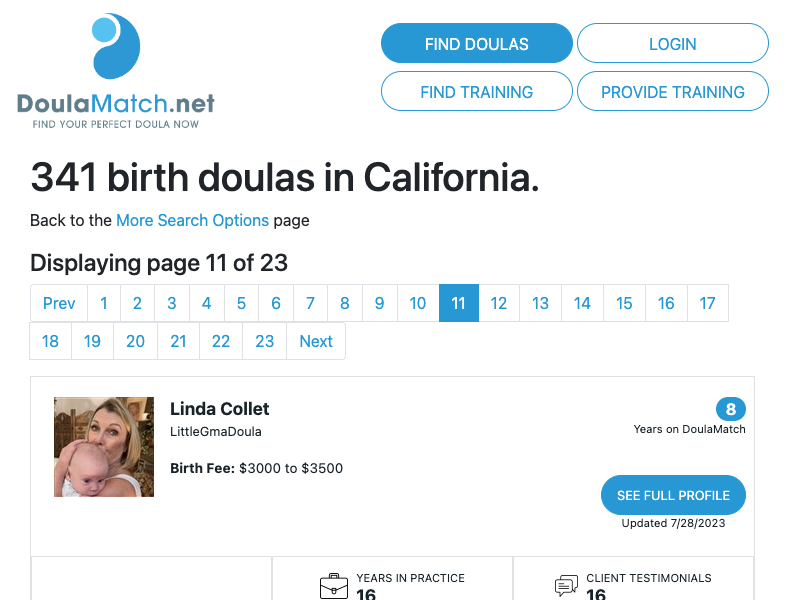 FIND DOULAS
LOGIN
FIND TRAINING
PROVIDE TRAINING
DoulaMatch.net
FIND YOUR PERFECT DOULA NOW
341 birth doulas in California.
Back to the More Search Options page
Displaying page 11 of 23
Prev 1 2 3 4 5 6 7 8 9 10 11 12 13 14 15 16 17
18 19 20 21 22 23 Next
Linda Collet
LittleGmaDoula
Birth Fee: $3000 to $3500
8
Years on DoulaMatch
SEE FULL PROFILE
Updated 7/28/2023
YEARS IN PRACTICE
16
CLIENT TESTIMONIALS
16